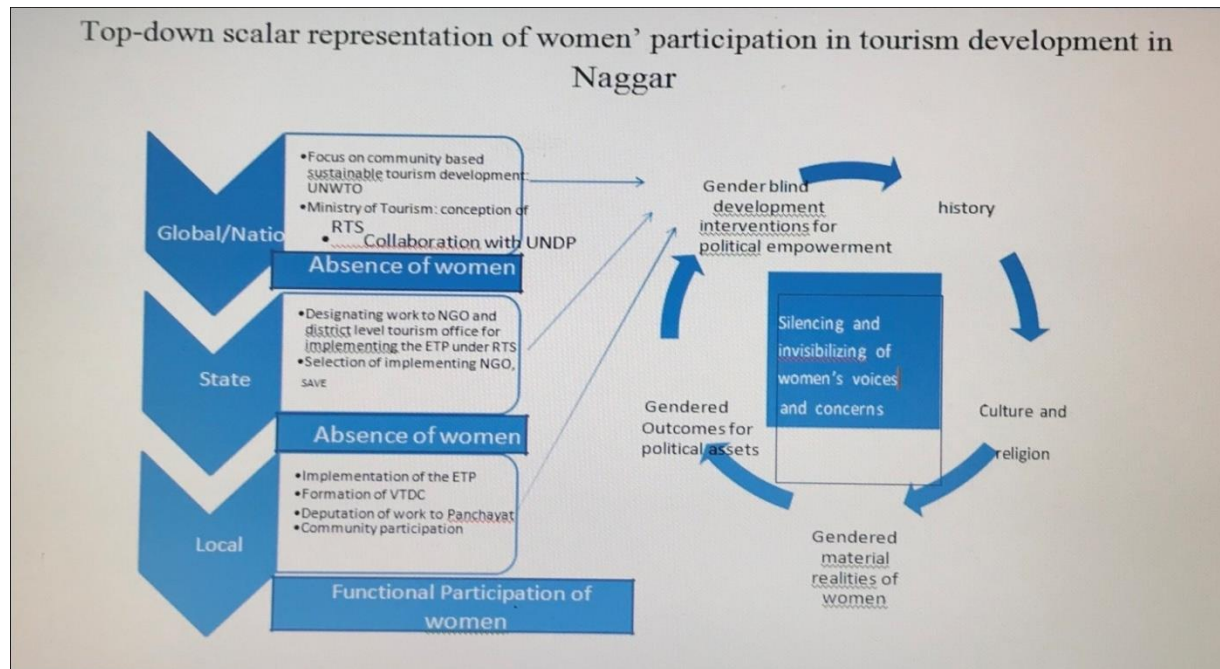 Top-down scalar representation of women’ participation in tourism development in
Naggar
Global/Natio
•Focus on community based
sustainable tourism development:
UNWTO
•Ministry of Tourism: conception of
RTS
• Collaboration with UNDP
Absence of women
State
•Designating work to NGO and
district level tourism office for
implementing the ETP under RTS
•Selection of implementing NGO,
SAVE
Absence of women
Local
•Implementation of the ETP
•Formation of VTDC
•Deputation of work to Panchayat
•Community participation
Functional Participation of
women
Gender blind
development
interventions for
political empowerment
history
Culture and
religion
Gendered
material
realities of
women
Gendered
Outcomes for
political assets
Silencing and
invisibilizing of
women’s voices
and concerns